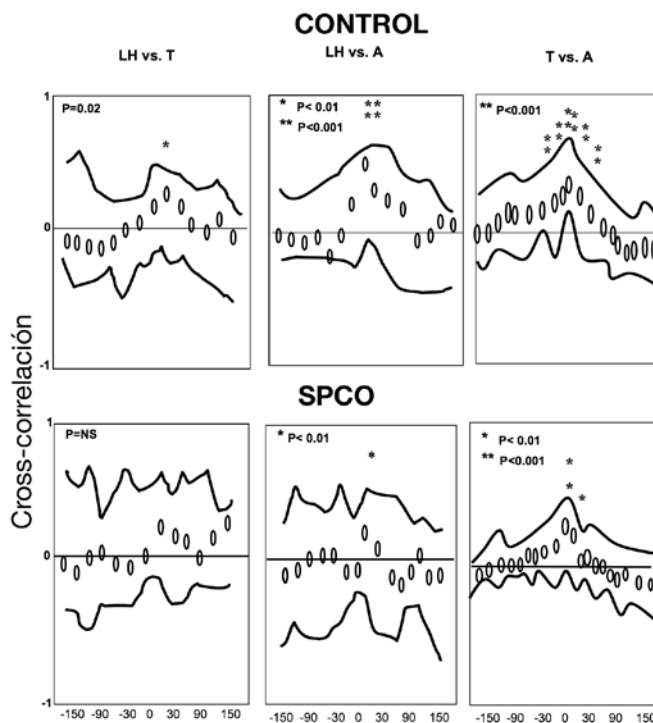 CONTROL
LH vs. T
LH vs. A
T vs. A
1
P=0.02
*
* P< 0.01
** P<0.001
**
**
** P<0.001
0
-1
Cross-correlación
SPCO
1
P=NS
* P< 0.01
*
* P< 0.01
** P<0.001
*
*
*
0
-1
-150 -90 -30 0 30 90 150
-150 -90 -30 0 30 90 150
-150 -90 -30 0 30 90 150